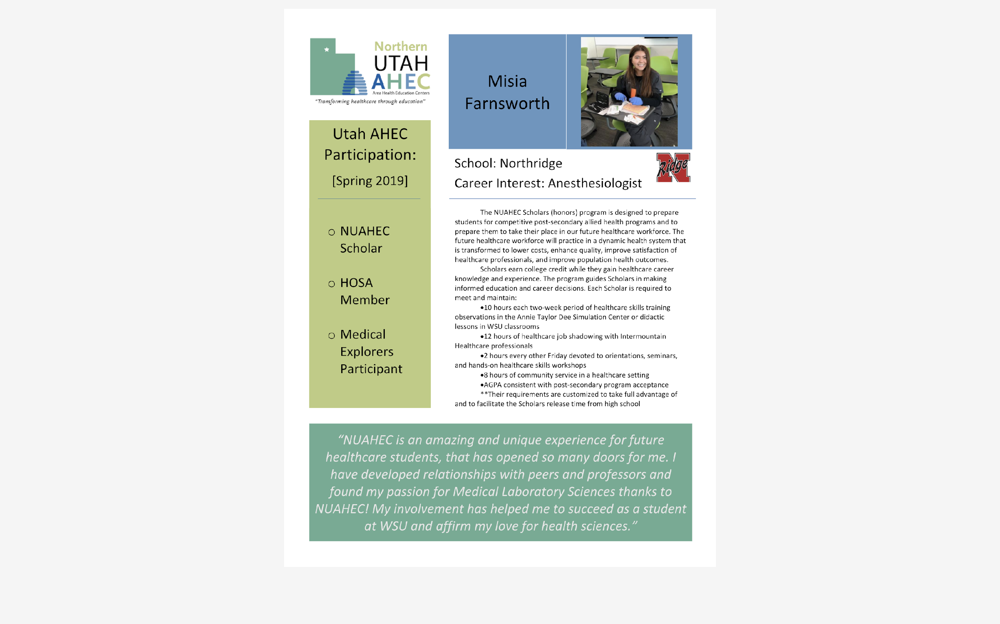 Northern
UTAH
AHEC
Area Health Education Centers
"Transforming healthcare through education"
Misia
Farnsworth
Utah AHEC
Participation:
[Spring 2019]
○ NUAHEC
Scholar
○ HOSA
Member
○ Medical
Explorers
Participant
School: Northridge
Career Interest: Anesthesiologist
N Ridge
The NUAHEC Scholars (honors) program is designed to prepare
students for competitive post-secondary allied health programs and to
prepare them to take their place in our future healthcare workforce. The
future healthcare workforce will practice in a dynamic health system that
is transformed to lower costs, enhance quality, improve satisfaction of
healthcare professionals, and improve population health outcomes.
Scholars earn college credit while they gain healthcare career
knowledge and experience. The program guides Scholars in making
informed education and career decisions. Each Scholar is required to
meet and maintain:
•10 hours each two-week period of healthcare skills training
observations in the Annie Taylor Dee Simulation Center or didactic
lessons in WSU classrooms
•12 hours of healthcare job shadowing with Intermountain
Healthcare professionals
•2 hours every other Friday devoted to orientations, seminars,
and hands-on healthcare skills workshops
•8 hours of community service in a healthcare setting
•AGPA consistent with post-secondary program acceptance
**Their requirements are customized to take full advantage of
and to facilitate the Scholars release time from high school
“NUAHEC is an amazing and unique experience for future
healthcare students, that has opened so many doors for me. I
have developed relationships with peers and professors and
found my passion for Medical Laboratory Sciences thanks to
NUAHEC! My involvement has helped me to succeed as a student
at WSU and affirm my love for health sciences.”